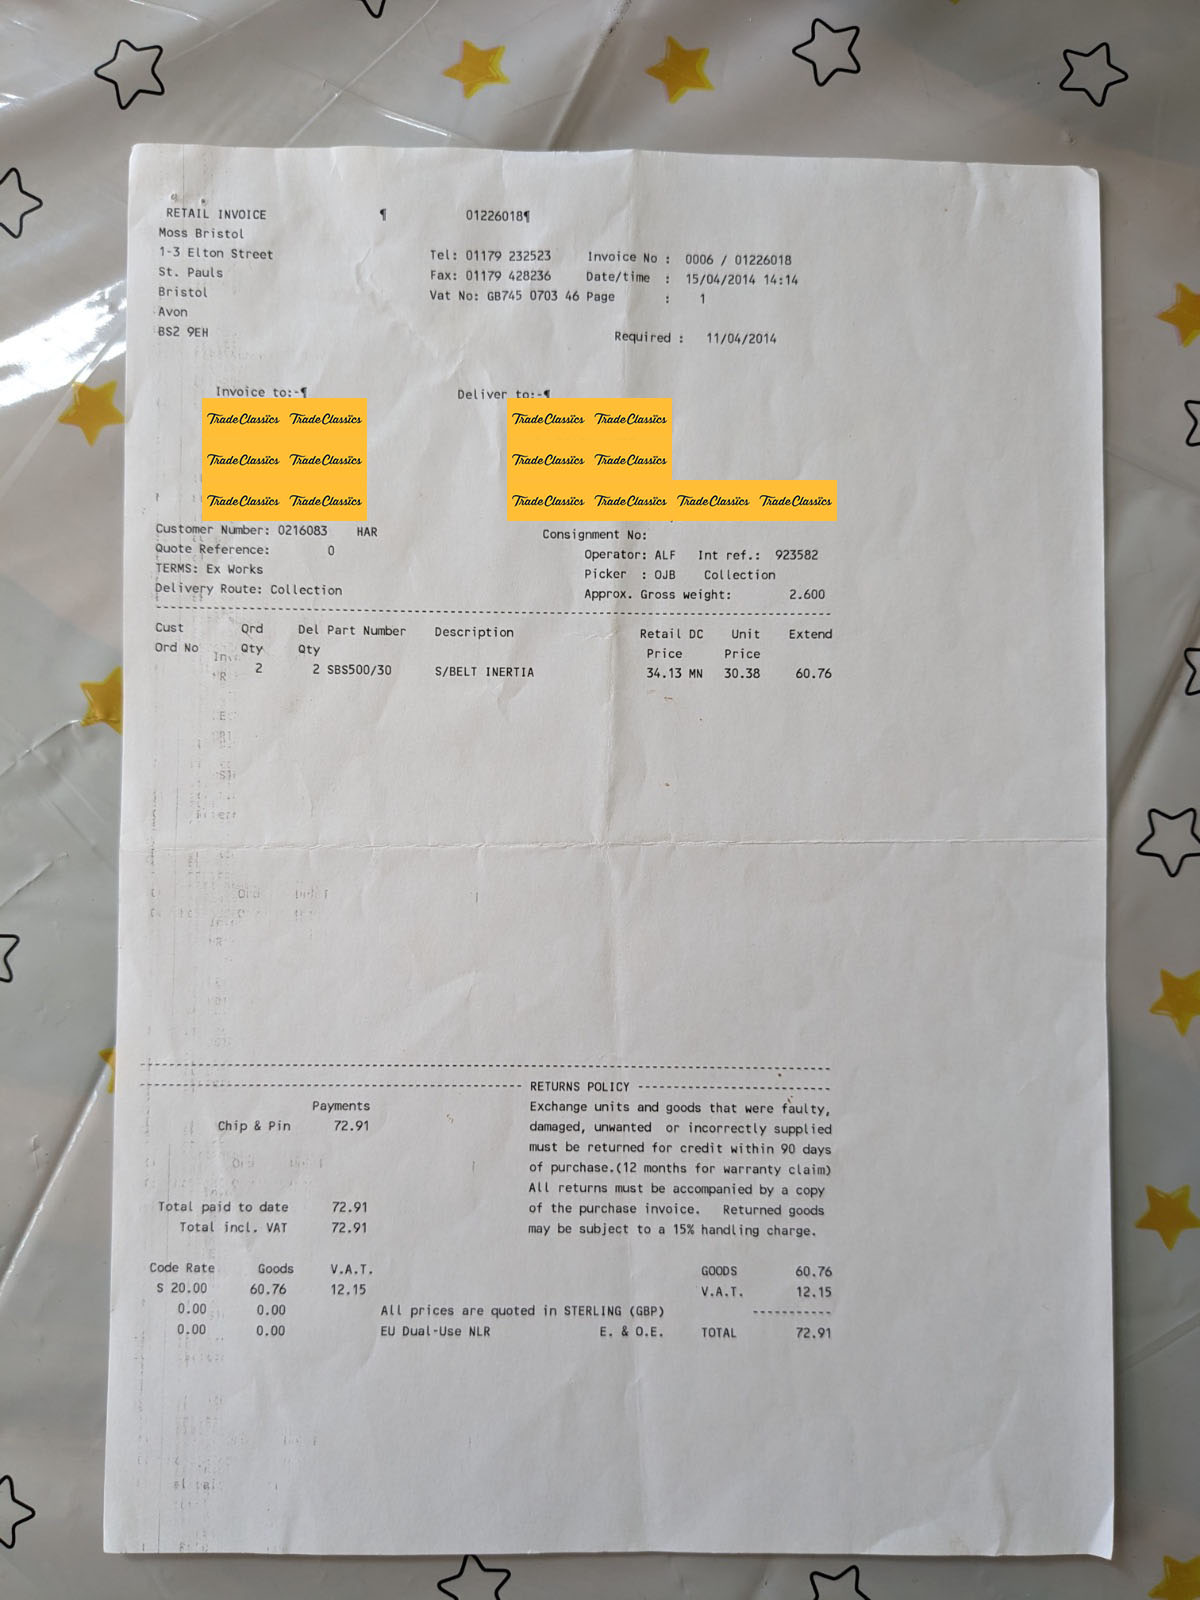 RETAIL INVOICE ¶ 01226018¶
Moss Bristol
1-3 Elton Street Tel: 01179 232523 Invoice No : 0006 / 01226018
St. Pauls Fax: 01179 428236 Date/time : 15/04/2014 14:14
Bristol Vat No: GB745 0703 46 Page : 1
Avon
BS2 9EH Required : 11/04/2014
Invoice to:-¶ Deliver to:-¶
TradeClassics TradeClassics TradeClassics TradeClassics
TradeClassics TradeClassics TradeClassics TradeClassics
TradeClassics TradeClassics TradeClassics TradeClassics TradeClassics TradeClassics
Customer Number: 0216083 HAR Consignment No:
Quote Reference: 0 Operator: ALF Int ref.: 923582
TERMS: Ex Works Picker : OJB Collection
Delivery Route: Collection Approx. Gross weight: 2.600
Cust Ord Del Part Number Description Retail DC Unit Extend
Ord No Qty Qty Price Price
2 2 SBS500/30 S/BELT INERTIA 34.13 MN 30.38 60.76
RETURNS POLICY
Payments Exchange units and goods that were faulty,
Chip & Pin 72.91 damaged, unwanted or incorrectly supplied
must be returned for credit within 90 days
of purchase.(12 months for warranty claim)
All returns must be accompanied by a copy
Total paid to date 72.91 of the purchase invoice. Returned goods
Total incl. VAT 72.91 may be subject to a 15% handling charge.
Code Rate Goods V.A.T. GOODS 60.76
S 20.00 60.76 12.15 V.A.T. 12.15
0.00 0.00 All prices are quoted in STERLING (GBP)
0.00 0.00 EU Dual-Use NLR E. & O.E. TOTAL 72.91